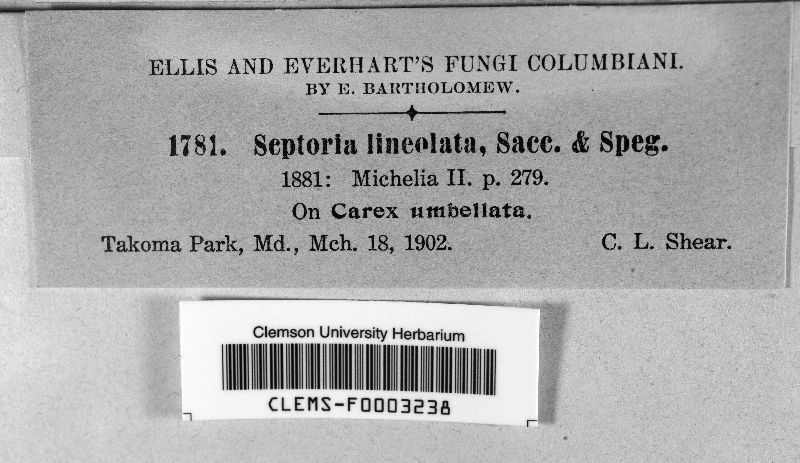 ELLIS AND EVERHART'S FUNGI COLUMBIANI.
BY E. BARTHOLOMEW.
1781. Septoria lineolata, Sacc. & Speg.
1881: Michelia II. p. 279.
On Carex umbellata.
Takoma Park, Md., Mch. 18, 1902. C. L. Shear.
Clemson University Herbarium
CLEMS-F0003238